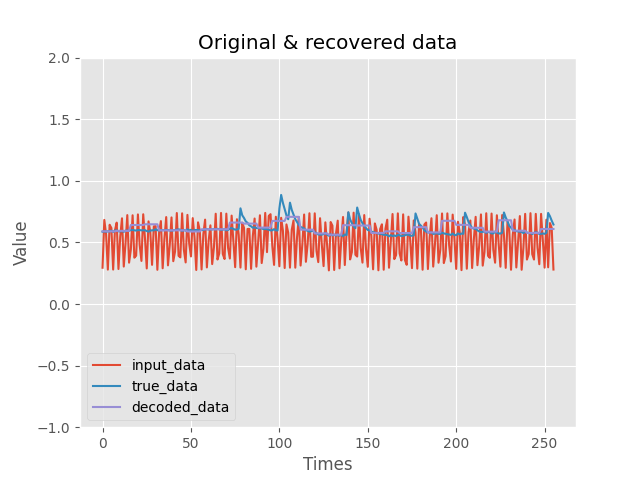 Original & recovered data
2.0
1.5
1.0
0.5
0.0
−0.5
−1.0
Value
input_data
true_data
decoded_data
0 50 100 150 200 250
Times